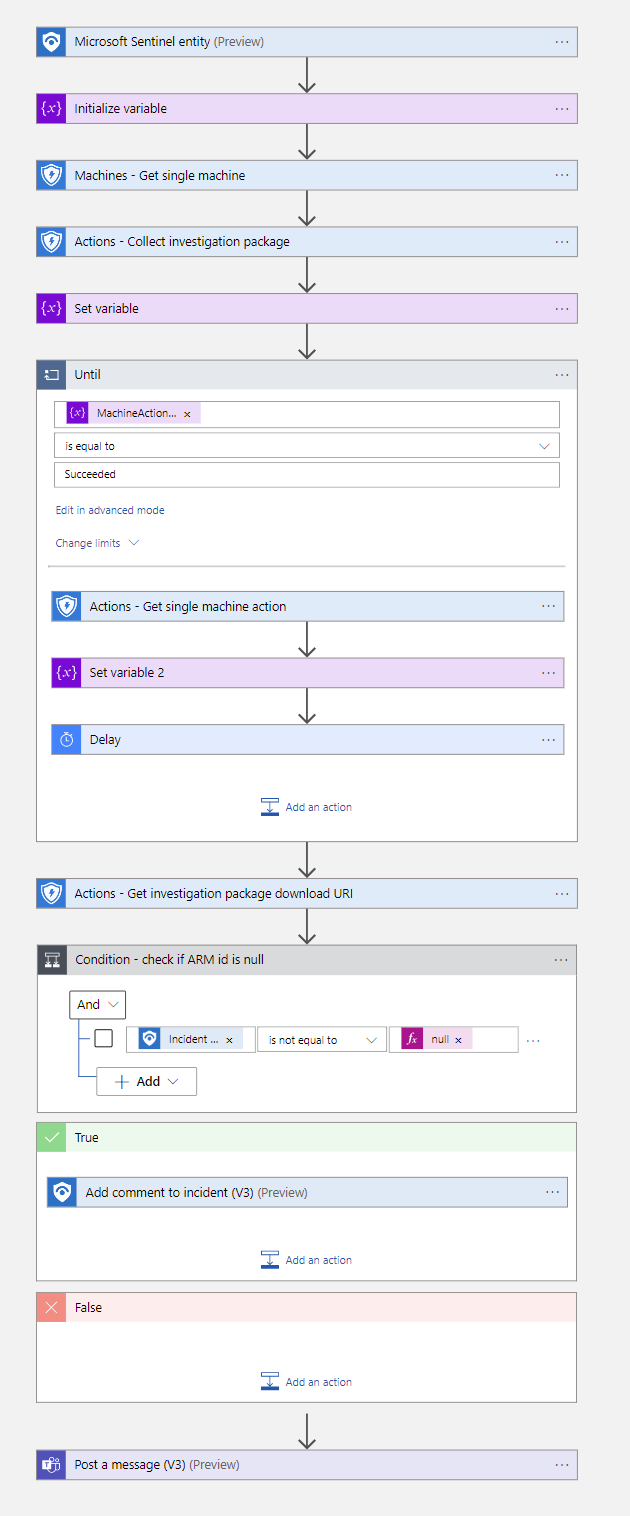 Microsoft Sentinel entity (Preview) ...
{x} Initialize variable ...
Machines - Get single machine ...
Actions - Collect investigation package ...
{x} Set variable ...
Until ...
{x} MachineAction... x
is equal to
Succeeded
Edit in advanced mode
Change limits
Actions - Get single machine action ...
{x} Set variable 2 ...
Delay ...
Add an action
Actions - Get investigation package download URI ...
Condition - check if ARM id is null ...
And
Incident ... x is not equal to fx null x ...
+ Add
True
Add comment to incident (V3) (Preview) ...
Add an action
False
Add an action
Post a message (V3) (Preview) ...